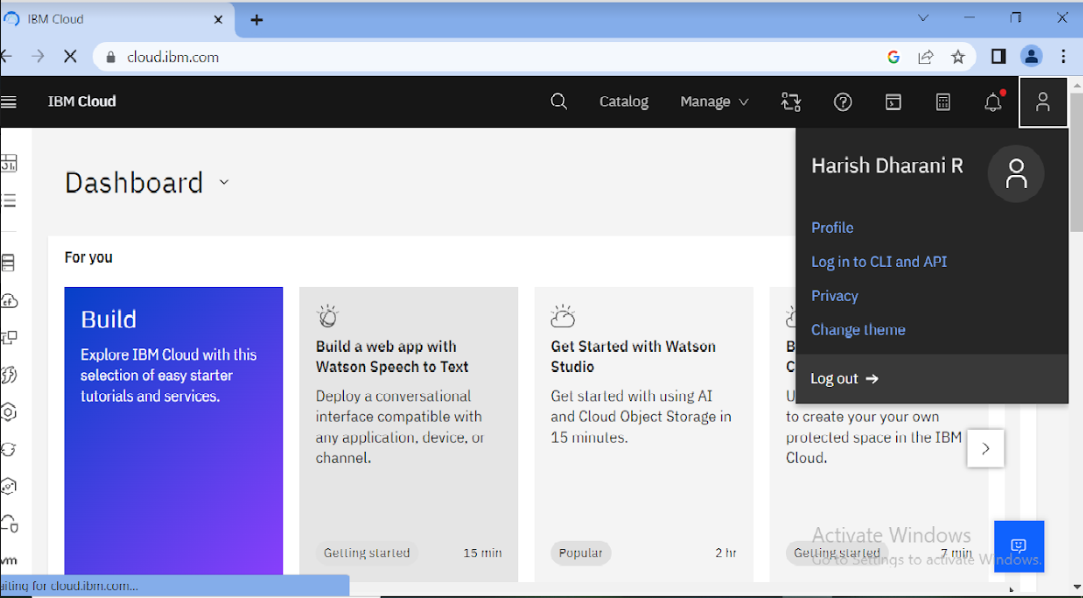 IBM Cloud
cloud.ibm.com
IBM Cloud
Catalog
Manage
Harish Dharani R
Profile
Log in to CLI and API
Privacy
Change theme
Log out
Dashboard
For you
Build
Explore IBM Cloud with this
selection of easy starter
tutorials and services.
Build a web app with
Watson Speech to Text
Deploy a conversational
interface compatible with
any application, device, or
channel.
Getting started 15 min
Get Started with Watson
Studio
Get started with using AI
and Cloud Object Storage in
15 minutes.
Popular 2 hr
to create your your own
protected space in the IBM
Cloud.
Getting started 7 min
Activate Windows
Go to Settings to activate Windows.
vm
aiting for cloud.ibm.com...